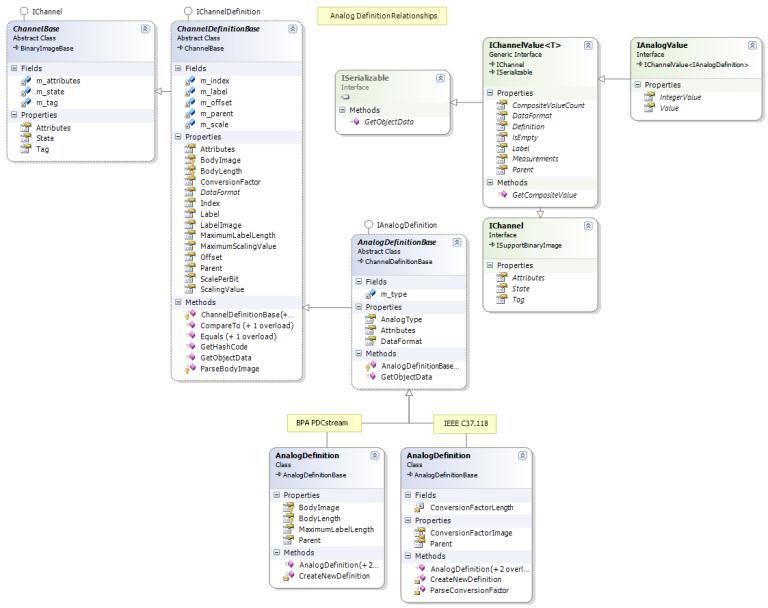 IChannel
ChannelBase
Abstract Class
BinaryImageBase
Fields
m_attributes
m_state
m_tag
Properties
Attributes
State
Tag
IChannelDefinition
ChannelDefinitionBase
Abstract Class
ChannelBase
Fields
m_index
m_label
m_offset
m_parent
m_scale
Properties
Attributes
BodyImage
BodyLength
ConversionFactor
DataFormat
Index
Label
LabelImage
MaximumLabelLength
MaximumScalingValue
Offset
Parent
ScalePerBit
ScalingValue
Methods
ChannelDefinitionBase(+...
CompareTo (+ 1 overload)
Equals (+ 1 overload)
GetHashCode
GetObjectData
ParseBodyImage
Analog Definition Relationships
ISerializable
Interface
Methods
GetObjectData
IChannelValue<T>
Generic Interface
IChannel
ISerializable
Properties
CompositeValueCount
DataFormat
Definition
IsEmpty
Label
Measurements
Parent
Methods
GetCompositeValue
IAnalogValue
Interface
IChannelValue<IAnalogDefinition>
Properties
IntegerValue
Value
IChannel
Interface
ISupportBinaryImage
Properties
Attributes
State
Tag
IAnalogDefinition
AnalogDefinitionBase
Abstract Class
ChannelDefinitionBase
Fields
m_type
Properties
AnalogType
Attributes
DataFormat
Methods
AnalogDefinitionBase...
GetObjectData
BPA PDCstream
IEEE C37.118
AnalogDefinition
Class
AnalogDefinitionBase
Properties
BodyImage
BodyLength
MaximumLabelLength
Parent
Methods
AnalogDefinition(+ 2...
CreateNewDefinition
AnalogDefinition
Class
AnalogDefinitionBase
Fields
ConversionFactorLength
Properties
ConversionFactorImage
Parent
Methods
AnalogDefinition (+ 2 overl...
CreateNewDefinition
ParseConversionFactor